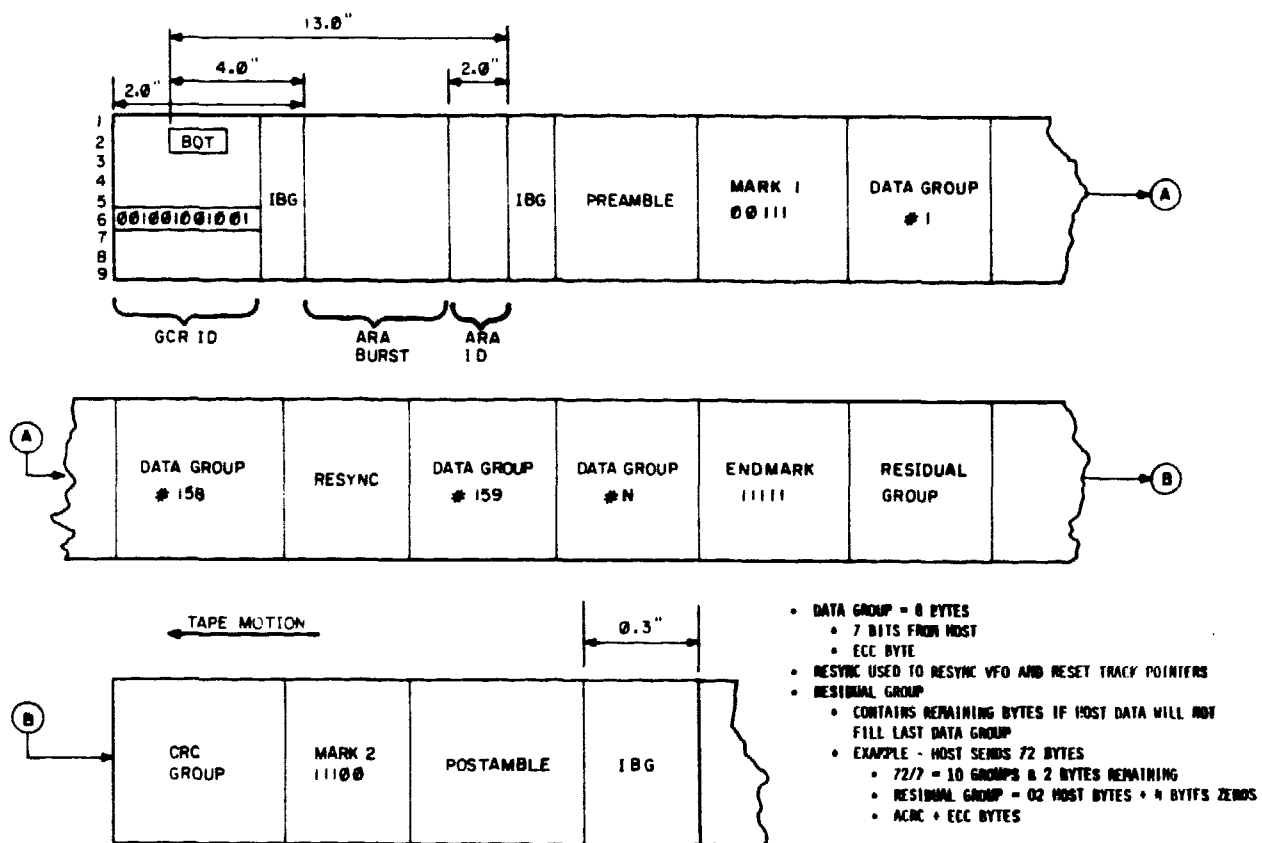 13.0"
4.0"
2.0"
2.0"
1
2
3
4
5
6
7
8
9
BOT
001001001001
IBG
IBG
PREAMBLE
MARK 1
00111
DATA GROUP
# 1
A
GCR ID
ARA
BURST
ARA
ID
A
DATA GROUP
# 158
RESYNC
DATA GROUP
# 159
DATA GROUP
# N
ENDMARK
11111
RESIDUAL
GROUP
B
TAPE MOTION
0.3"
B
CRC
GROUP
MARK 2
11100
POSTAMBLE
IBG
• DATA GROUP = 8 BYTES
• 7 BITS FROM HOST
• ECC BYTE
• RESYNC USED TO RESYNC VFO AND RESET TRACK POINTERS
• RESIDUAL GROUP
• CONTAINS REMAINING BYTES IF HOST DATA WILL NOT
FILL LAST DATA GROUP
• EXAMPLE - HOST SENDS 72 BYTES
• 72/7 = 10 GROUPS & 2 BYTES REMAINING
• RESIDUAL GROUP = 02 HOST BYTES + 4 BYTES ZEROS
• ACRC + ECC BYTES